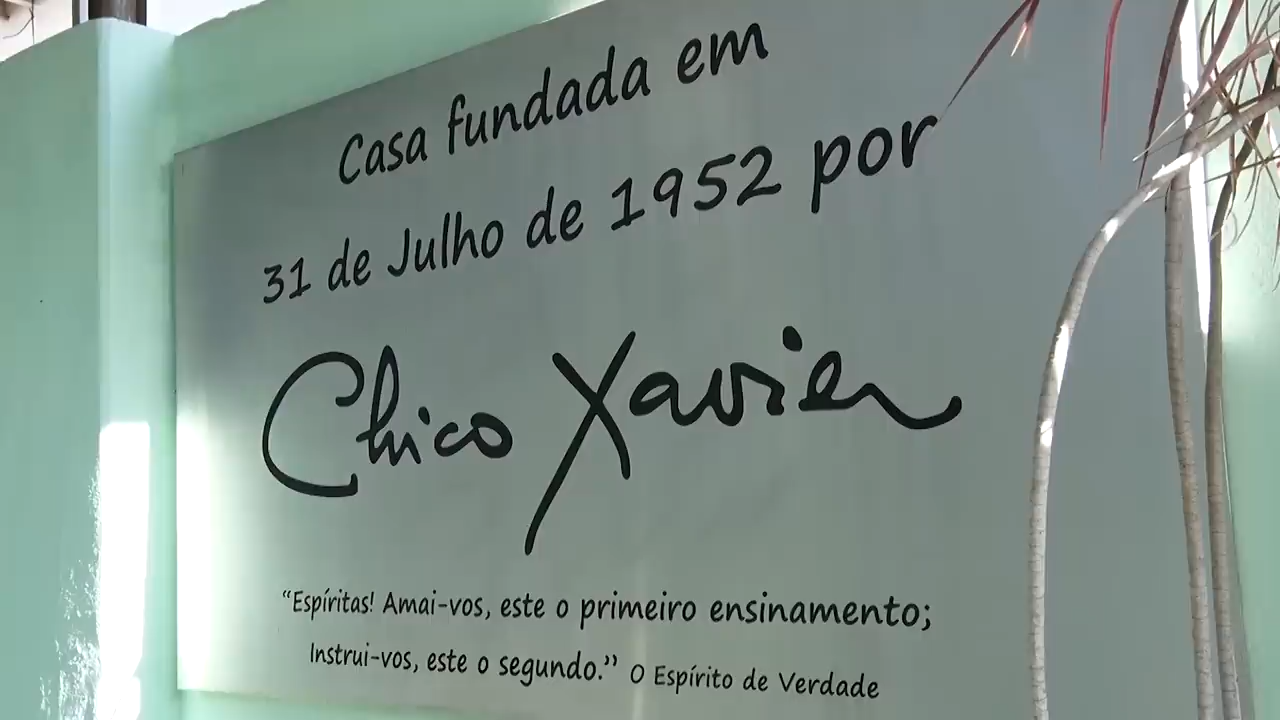 Casa fundada em
31 de Julho de 1952 por
Chico Xavier
“Espíritas! Amai-vos, este o primeiro ensinamento;
Instrui-vos, este o segundo.” O Espírito de Verdade